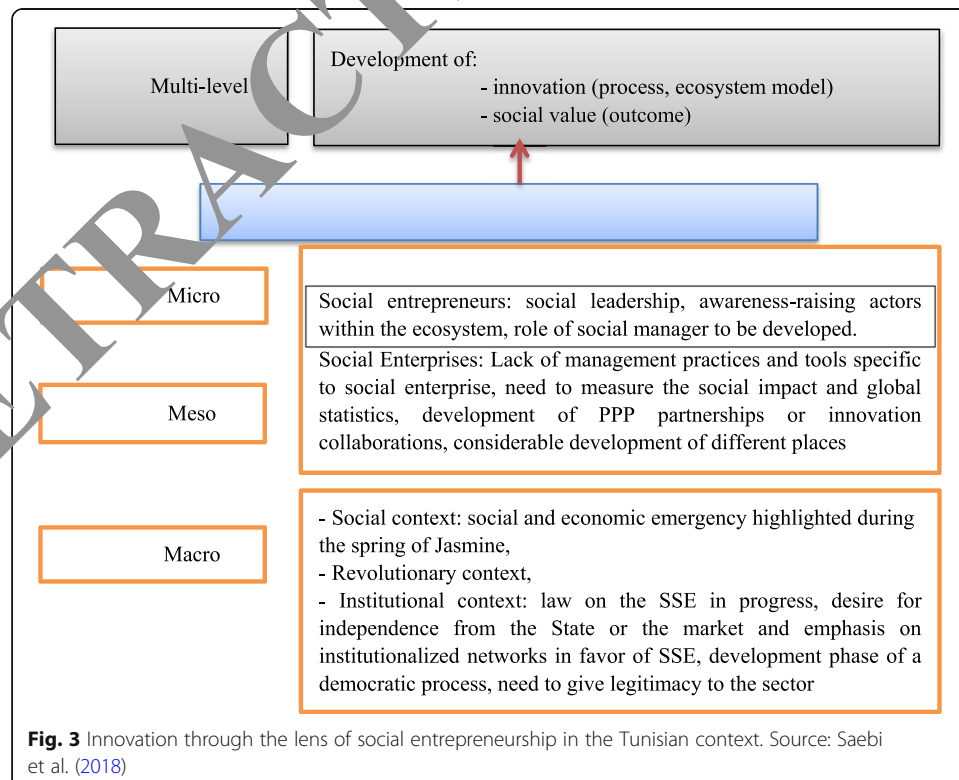 Multi-level
Development of:
- innovation (process, ecosystem model)
- social value (outcome)
Micro
Social entrepreneurs: social leadership, awareness-raising actors
within the ecosystem, role of social manager to be developed.
Meso
Social Enterprises: Lack of management practices and tools specific
to social enterprise, need to measure the social impact and global
statistics, development of PPP partnerships or innovation
collaborations, considerable development of different places
Macro
- Social context: social and economic emergency highlighted during
the spring of Jasmine,
- Revolutionary context,
- Institutional context: law on the SSE in progress, desire for
independence from the State or the market and emphasis on
institutionalized networks in favor of SSE, development phase of a
democratic process, need to give legitimacy to the sector
Fig. 3 Innovation through the lens of social entrepreneurship in the Tunisian context. Source: Saebi
et al. (2018)
ETRACT